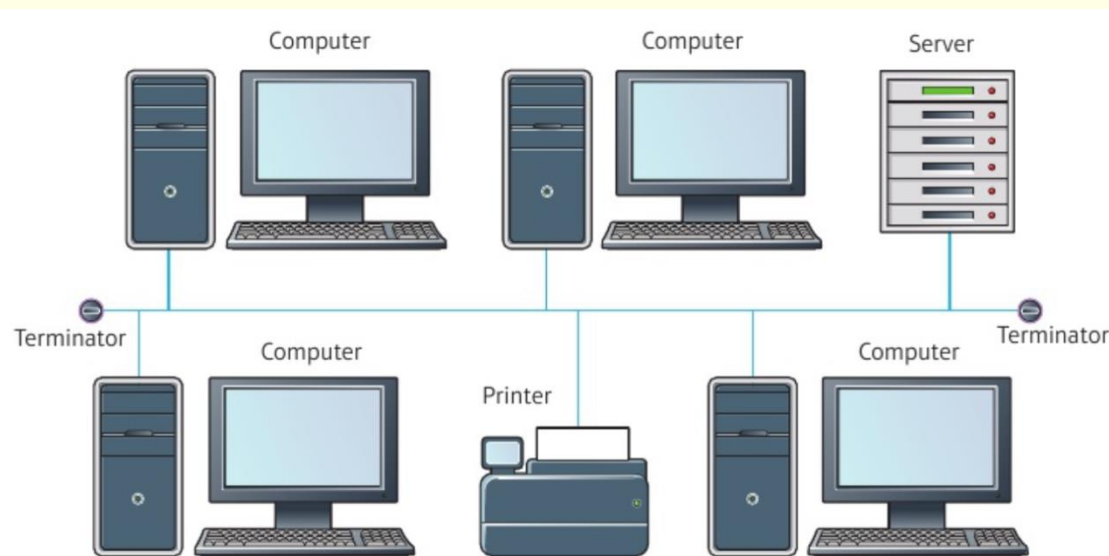 Computer
Computer
Server
Terminator
Terminator
Computer
Computer
Printer